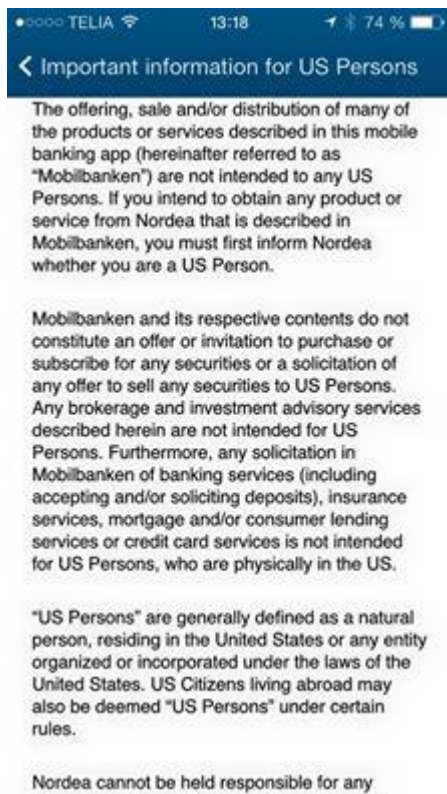 TELIA 13:18 74 %
Important information for US Persons
The offering, sale and/or distribution of many of
the products or services described in this mobile
banking app (hereinafter referred to as
“Mobilbanken”) are not intended to any US
Persons. If you intend to obtain any product or
service from Nordea that is described in
Mobilbanken, you must first inform Nordea
whether you are a US Person.
Mobilbanken and its respective contents do not
constitute an offer or invitation to purchase or
subscribe for any securities or a solicitation of
any offer to sell any securities to US Persons.
Any brokerage and investment advisory services
described herein are not intended for US
Persons. Furthermore, any solicitation in
Mobilbanken of banking services (including
accepting and/or soliciting deposits), insurance
services, mortgage and/or consumer lending
services or credit card services is not intended
for US Persons, who are physically in the US.
“US Persons” are generally defined as a natural
person, residing in the United States or any entity
organized or incorporated under the laws of the
United States. US Citizens living abroad may
also be deemed “US Persons” under certain
rules.
Nordea cannot be held responsible for any